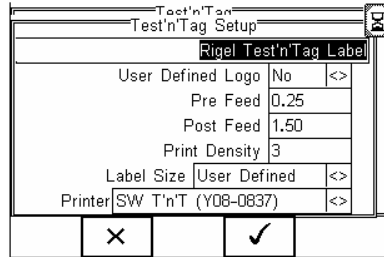 Test'n'Tag
Test'n'Tag Setup
Rigel Test'n'Tag Label
User Defined Logo No <>
Pre Feed 0.25
Post Feed 1.50
Print Density 3
Label Size User Defined <>
Printer SW T'n'T (Y08-0837) <>